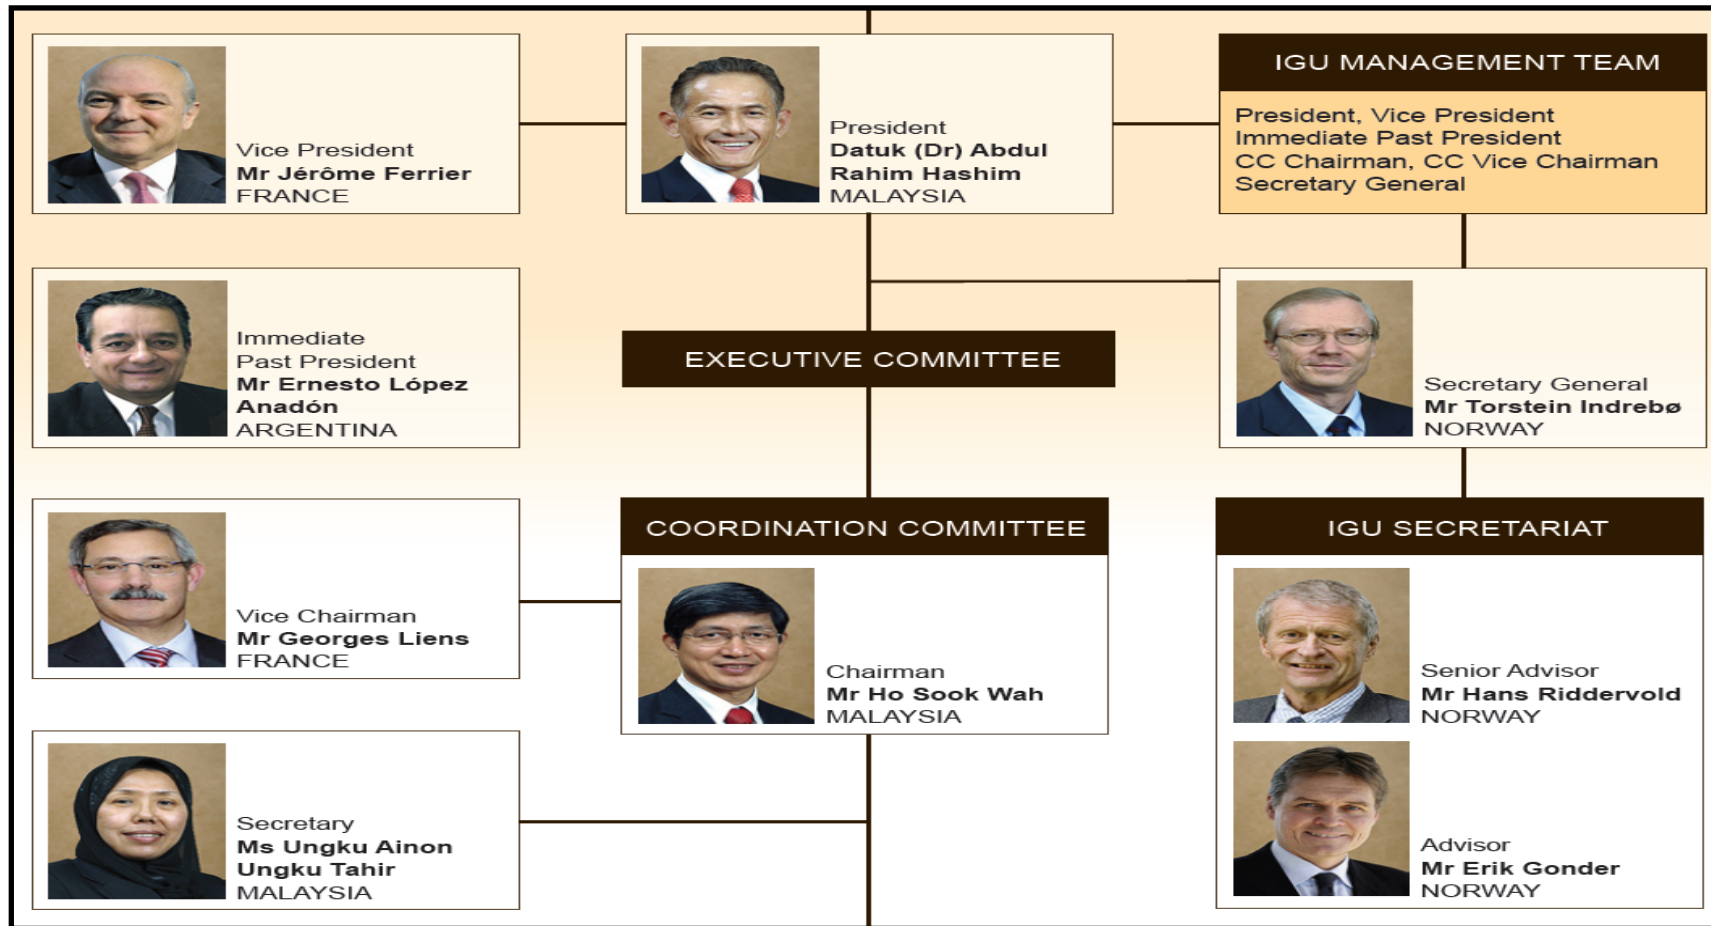 Vice President
Mr Jérôme Ferrier
FRANCE
President
Datuk (Dr) Abdul
Rahim Hashim
MALAYSIA
IGU MANAGEMENT TEAM
President, Vice President
Immediate Past President
CC Chairman, CC Vice Chairman
Secretary General
Immediate
Past President
Mr Ernesto López
Anadón
ARGENTINA
EXECUTIVE COMMITTEE
Secretary General
Mr Torstein Indrebø
NORWAY
Vice Chairman
Mr Georges Liens
FRANCE
COORDINATION COMMITTEE
Chairman
Mr Ho Sook Wah
MALAYSIA
IGU SECRETARIAT
Senior Advisor
Mr Hans Riddervold
NORWAY
Secretary
Ms Ungku Ainon
Ungku Tahir
MALAYSIA
Advisor
Mr Erik Gonder
NORWAY